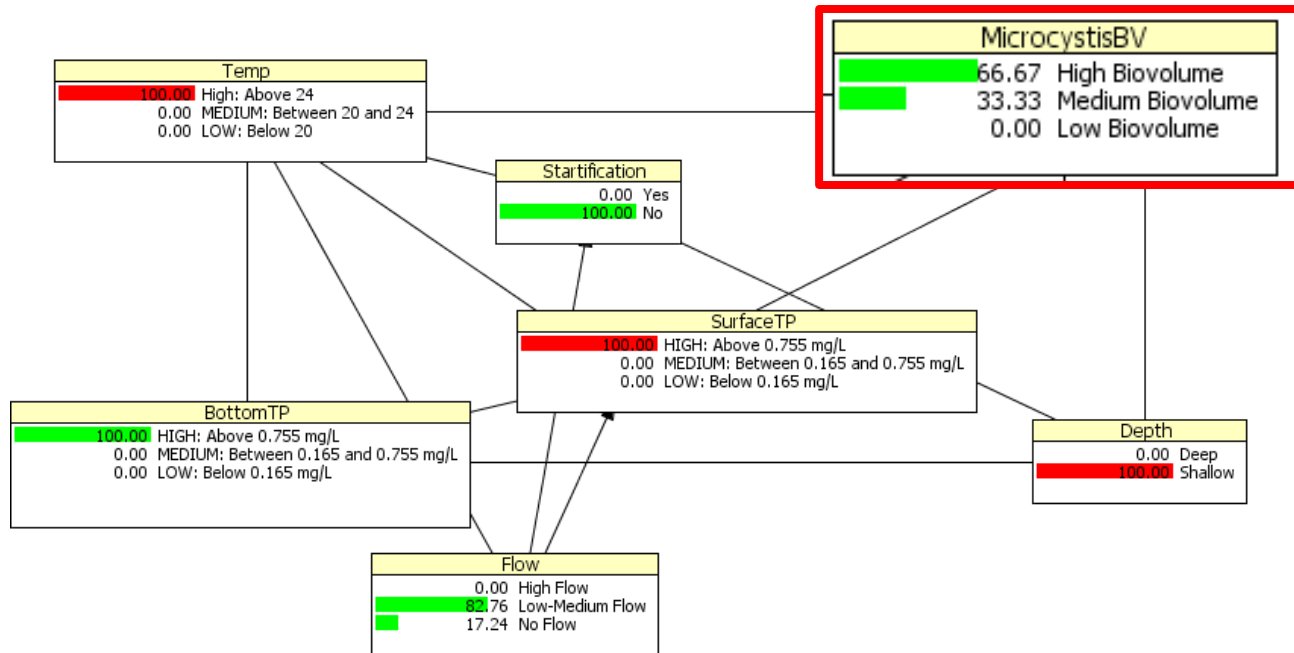 MicrocystisBV
66.67 High Biovolume
33.33 Medium Biovolume
0.00 Low Biovolume
Temp
100.00 High: Above 24
0.00 MEDIUM: Between 20 and 24
0.00 LOW: Below 20
Startification
0.00 Yes
100.00 No
SurfaceTP
100.00 HIGH: Above 0.755 mg/L
0.00 MEDIUM: Between 0.165 and 0.755 mg/L
0.00 LOW: Below 0.165 mg/L
BottomTP
100.00 HIGH: Above 0.755 mg/L
0.00 MEDIUM: Between 0.165 and 0.755 mg/L
0.00 LOW: Below 0.165 mg/L
Depth
0.00 Deep
100.00 Shallow
Flow
0.00 High Flow
82.76 Low-Medium Flow
17.24 No Flow